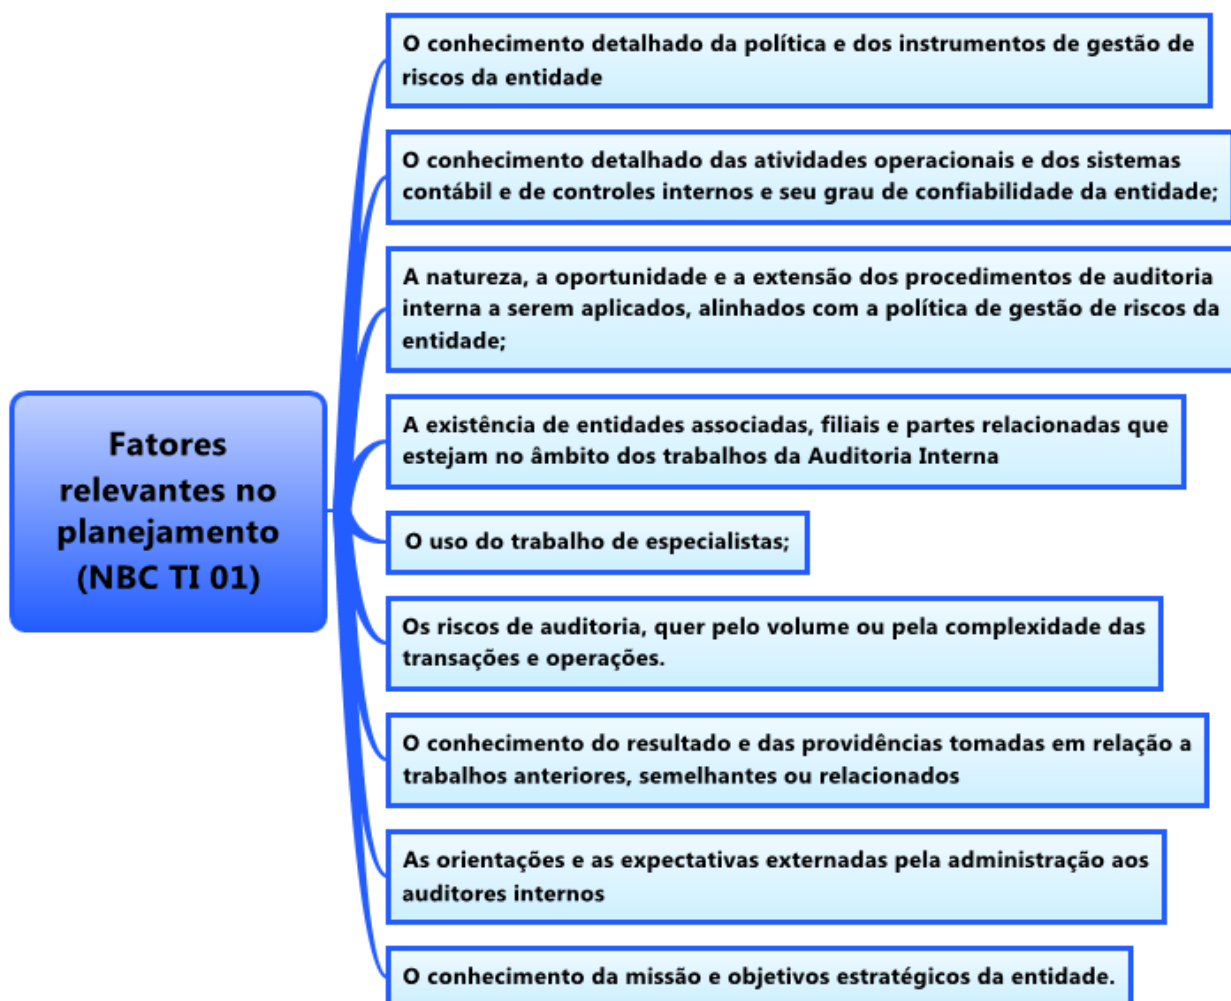 O conhecimento detalhado da política e dos instrumentos de gestão de
riscos da entidade
O conhecimento detalhado das atividades operacionais e dos sistemas
contábil e de controles internos e seu grau de confiabilidade da entidade;
A natureza, a oportunidade e a extensão dos procedimentos de auditoria
interna a serem aplicados, alinhados com a política de gestão de riscos da
entidade;
A existência de entidades associadas, filiais e partes relacionadas que
estejam no âmbito dos trabalhos da Auditoria Interna
Fatores
relevantes no
planejamento
(NBC TI 01)
O uso do trabalho de especialistas;
Os riscos de auditoria, quer pelo volume ou pela complexidade das
transações e operações.
O conhecimento do resultado e das providências tomadas em relação a
trabalhos anteriores, semelhantes ou relacionados
As orientações e as expectativas externadas pela administração aos
auditores internos
O conhecimento da missão e objetivos estratégicos da entidade.